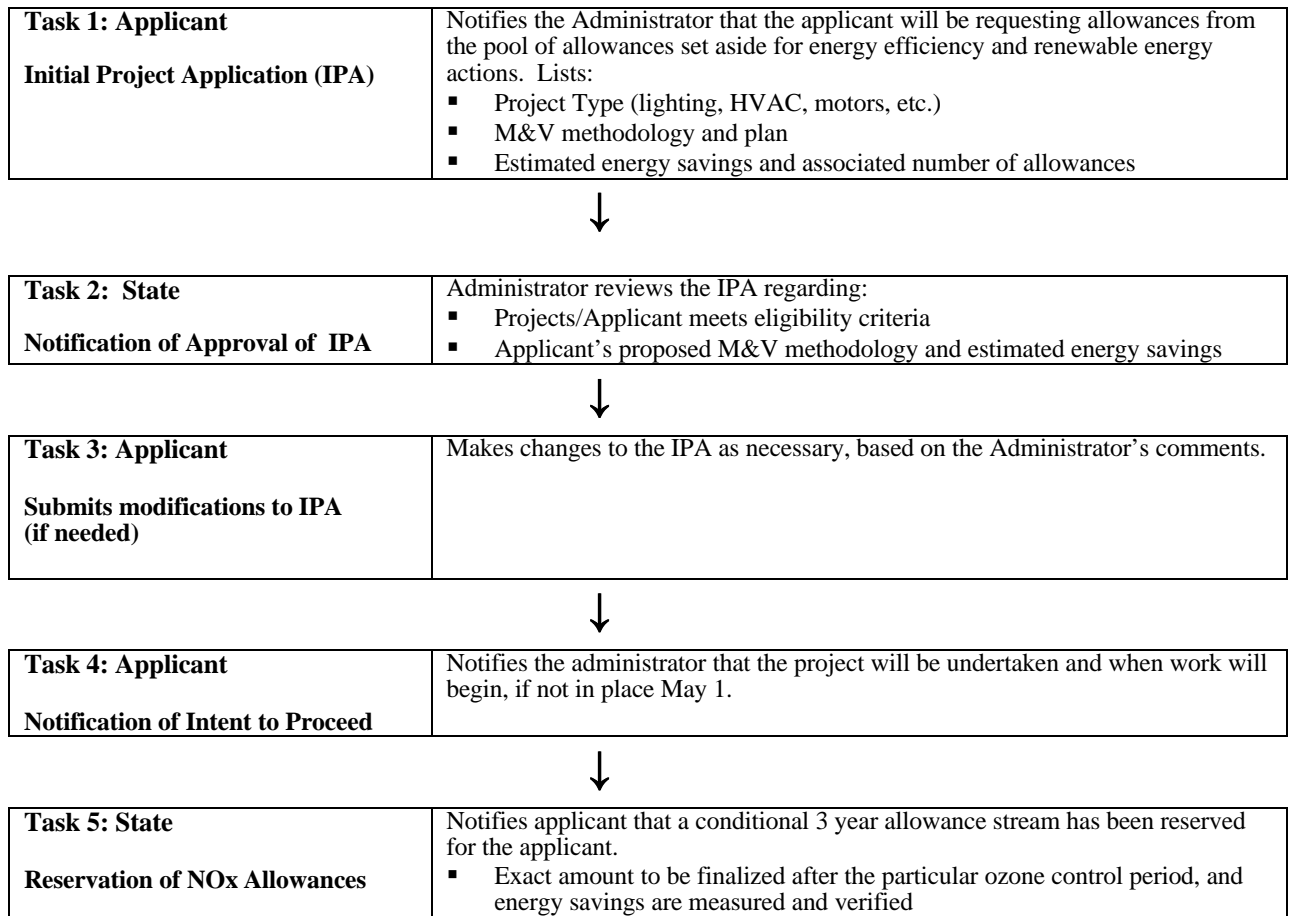 Task 1: Applicant
Initial Project Application (IPA)
Notifies the Administrator that the applicant will be requesting allowances from
the pool of allowances set aside for energy efficiency and renewable energy
actions.  Lists:
▪ Project Type (lighting, HVAC, motors, etc.)
▪ M&V methodology and plan
▪ Estimated energy savings and associated number of allowances
↓
Task 2:  State
Notification of Approval of  IPA
Administrator reviews the IPA regarding:
▪ Projects/Applicant meets eligibility criteria
▪ Applicant's proposed M&V methodology and estimated energy savings
↓
Task 3: Applicant
Submits modifications to IPA
(if needed)
Makes changes to the IPA as necessary, based on the Administrator's comments.
↓
Task 4: Applicant
Notification of Intent to Proceed
Notifies the administrator that the project will be undertaken and when work will
begin, if not in place May 1.
↓
Task 5: State
Reservation of NOx Allowances
Notifies applicant that a conditional 3 year allowance stream has been reserved
for the applicant.
▪ Exact amount to be finalized after the particular ozone control period, and
energy savings are measured and verified